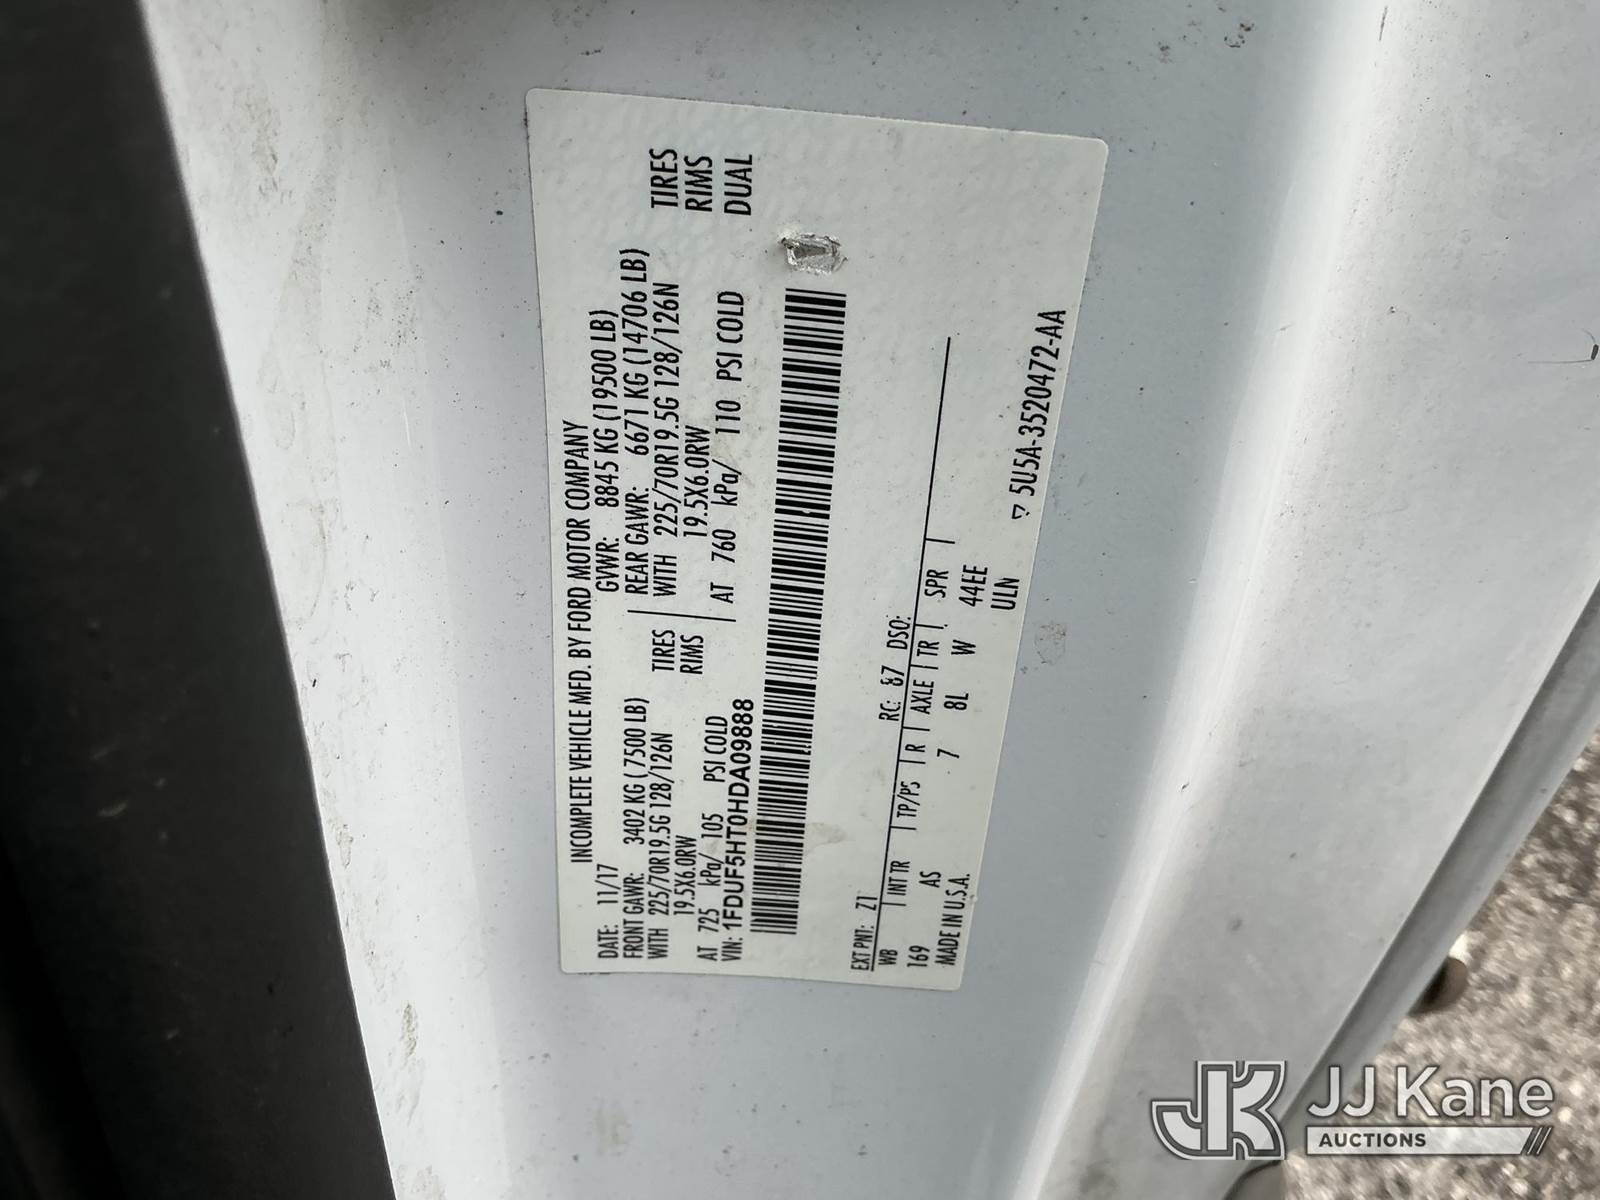 INCOMPLETE VEHICLE MFD. BY FORD MOTOR COMPANY
DATE: 11/17 GVWR: 8845 KG (19500 LB)
FRONT GAWR: 3402 KG (7500 LB) REAR GAWR: 6671 KG (14706 LB)
WITH 225/70R19.5G 128/126N TIRES WITH 225/70R19.5G 128/126N TIRES
19.5X6.0RW RIMS 19.5X6.0RW RIMS
AT 725 kPa/ 105 PSI COLD AT 760 kPa/ 110 PSI COLD DUAL
VIN: 1FDUF5HT0HDA09888
EXT PNT: Z1 RC: 67 DSO:
WB INT TR TP/PS R AXLE TR SPR
169 AS 7 8L W 44EE
MADE IN U.S.A. ULN
▽ 5U5A-3520472-AA
JK JJ Kane
AUCTIONS